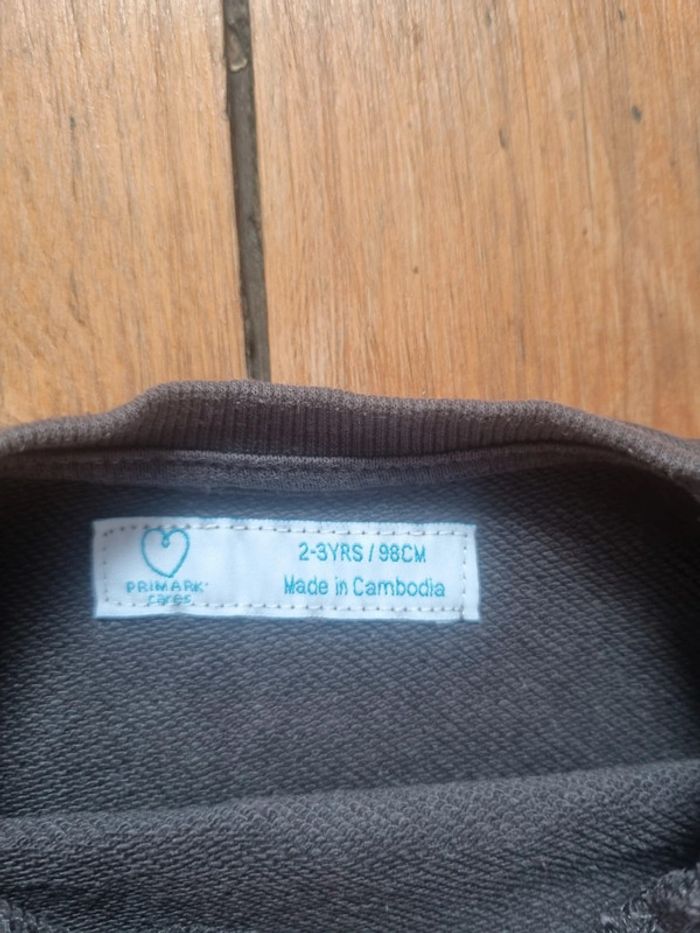 PRIMARK
cares
2-3YRS / 98CM
Made in Cambodia